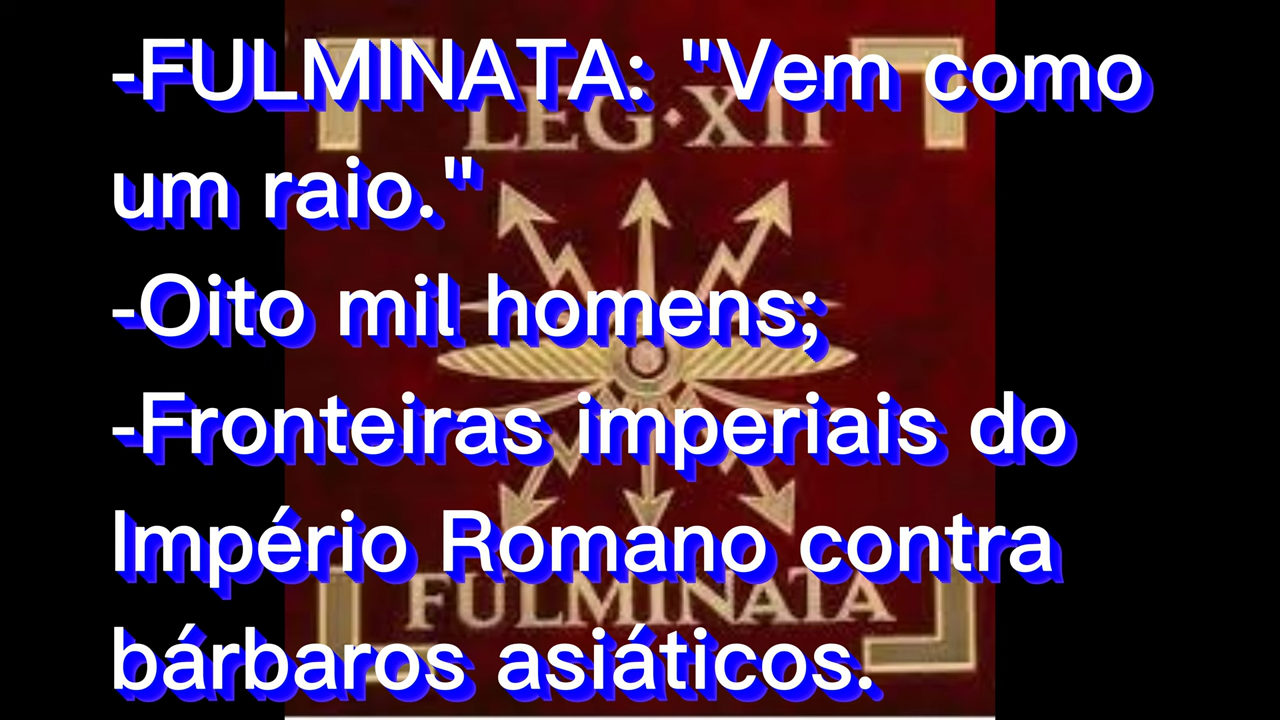 -FULMINATA: "Vem como
LEG·XII
um raio."
-Oito mil homens;
-Fronteiras imperiais do
Império Romano contra
FULMINATA
bárbaros asiáticos.